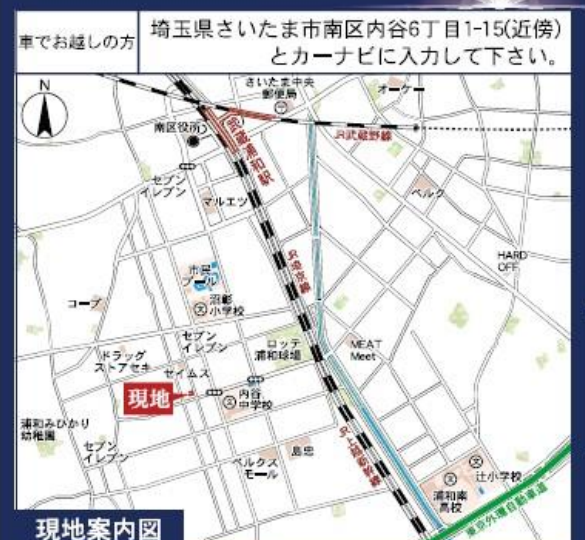 車でお越しの方
埼玉県さいたま市南区内谷6丁目1-15(近傍)
とカーナビに入力して下さい。
N
さいたま中央
郵便局
オーケー
南区役所
武蔵浦和駅
JR武蔵野線
セブン
イレブン
マルエツ
ベルク
JR埼京線
HARD
OFF
市民
プール
沼影
小学校
コープ
セブン
イレブン
ロッテ
浦和球場
MEAT
Meet
ドラッグ
ストアセキ
セイムス
現地
内谷
中学校
浦和みひかり
幼稚園
セブン
イレブン
島忠
ベルクス
モール
JR上越新幹線
辻小学校
浦和南
高校
東京外環自動車道
現地案内図